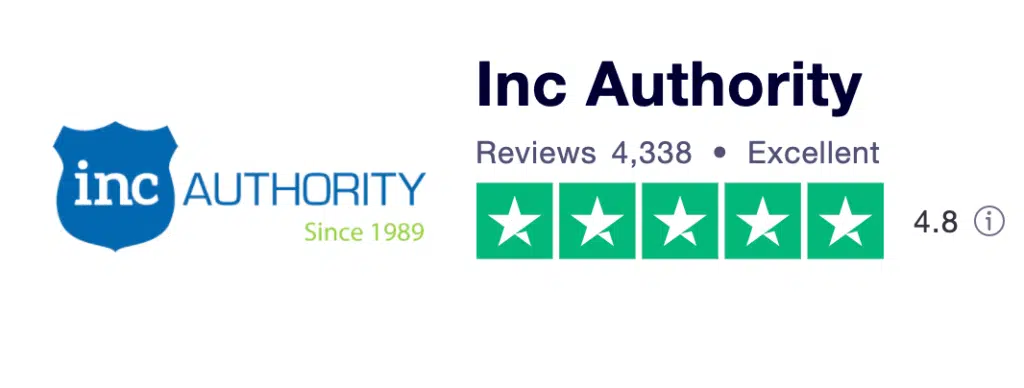 inc AUTHORITY
Since 1989
Inc Authority
Reviews 4,338 • Excellent
4.8 i